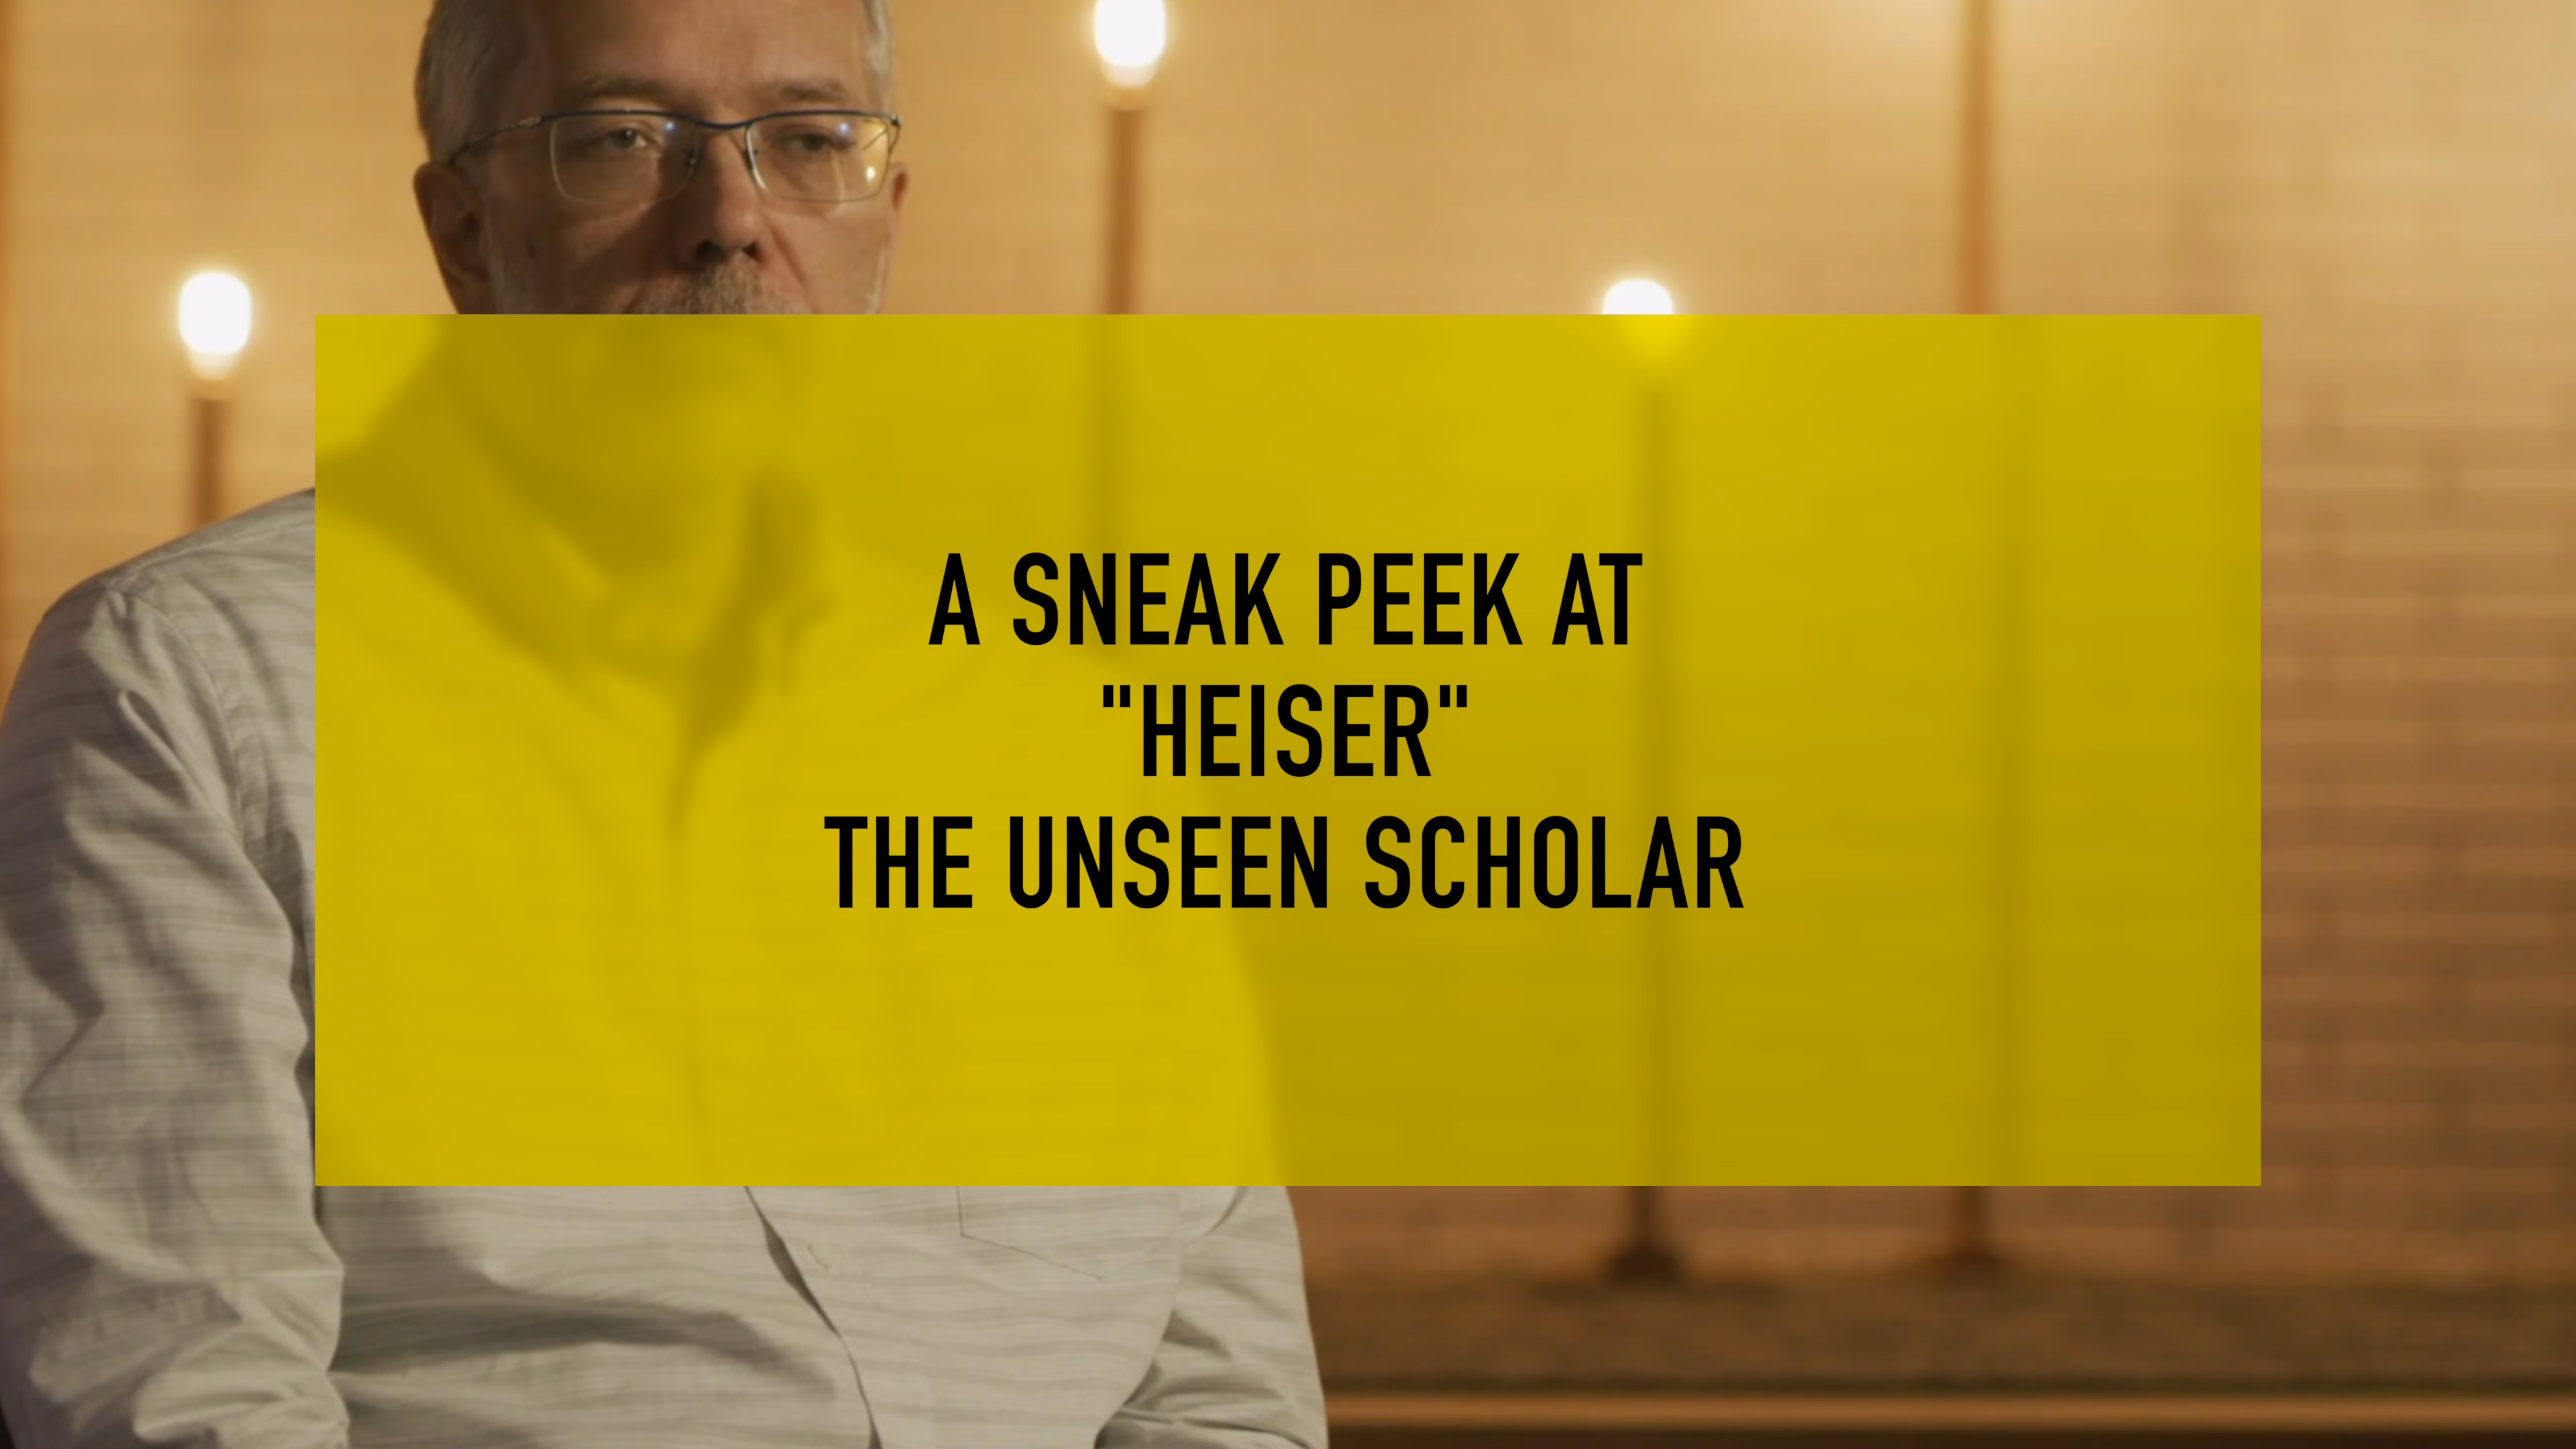 A SNEAK PEEK AT
"HEISER"
THE UNSEEN SCHOLAR